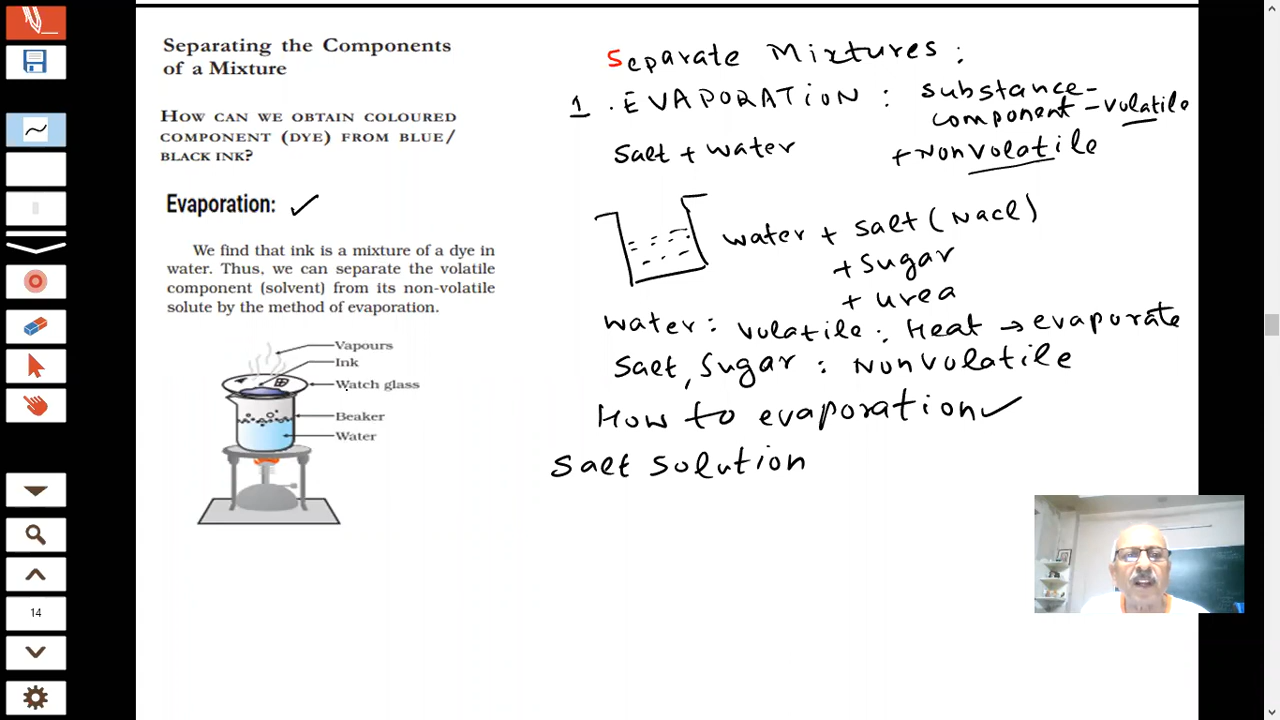 Separating the Components
of a Mixture
HOW CAN WE OBTAIN COLOURED
COMPONENT (DYE) FROM BLUE/
BLACK INK?
Evaporation:
We find that ink is a mixture of a dye in
water. Thus, we can separate the volatile
component (solvent) from its non-volatile
solute by the method of evaporation.
Vapours
Ink
Watch glass
Beaker
Water
Separate Mixtures:
1. EVAPORATION: substance-
component - volatile
Salt + water
+ Nonvolatile
water + salt (NaCl)
+ Sugar
+ urea
water: volatile: Heat → evaporate
Salt, Sugar: Nonvolatile
How to evaporation
Salt Solution
14